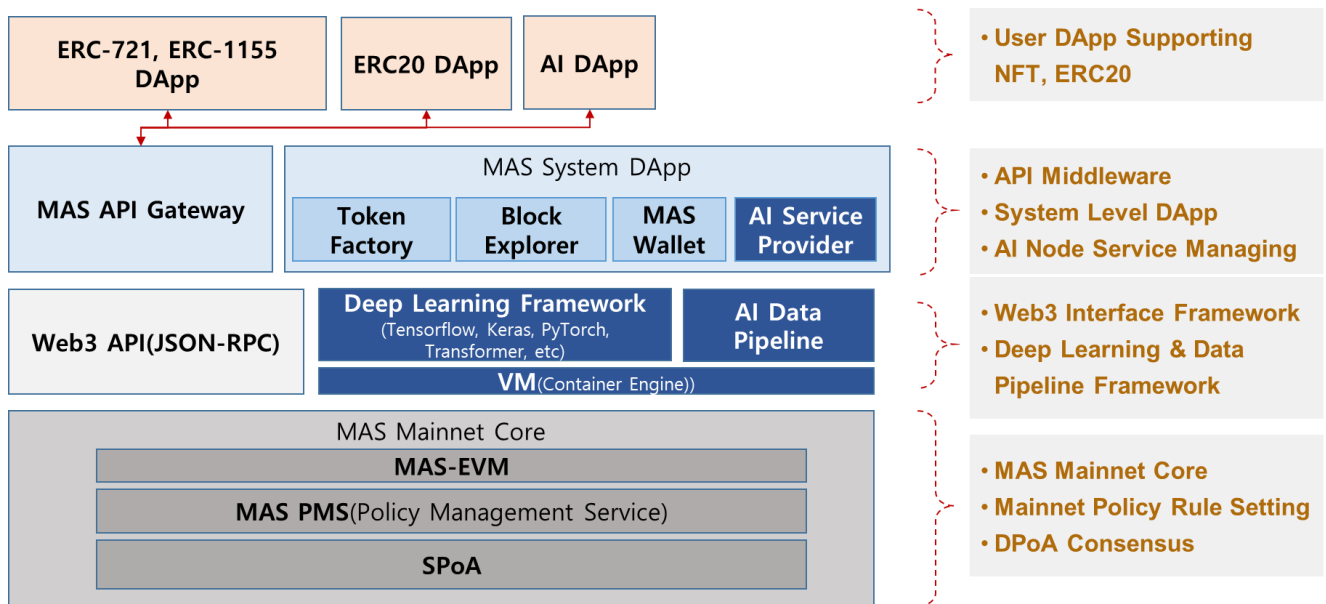 ERC-721, ERC-1155
DApp
ERC20 DApp
AI DApp
• User DApp Supporting
NFT, ERC20
MAS API Gateway
MAS System DApp
Token
Factory
Block
Explorer
MAS
Wallet
AI Service
Provider
• API Middleware
• System Level DApp
• AI Node Service Managing
Web3 API(JSON-RPC)
Deep Learning Framework
(Tensorflow, Keras, PyTorch,
Transformer, etc)
AI Data
Pipeline
VM(Container Engine))
• Web3 Interface Framework
• Deep Learning & Data
Pipeline Framework
MAS Mainnet Core
MAS-EVM
MAS PMS(Policy Management Service)
SPoA
• MAS Mainnet Core
• Mainnet Policy Rule Setting
• DPoA Consensus